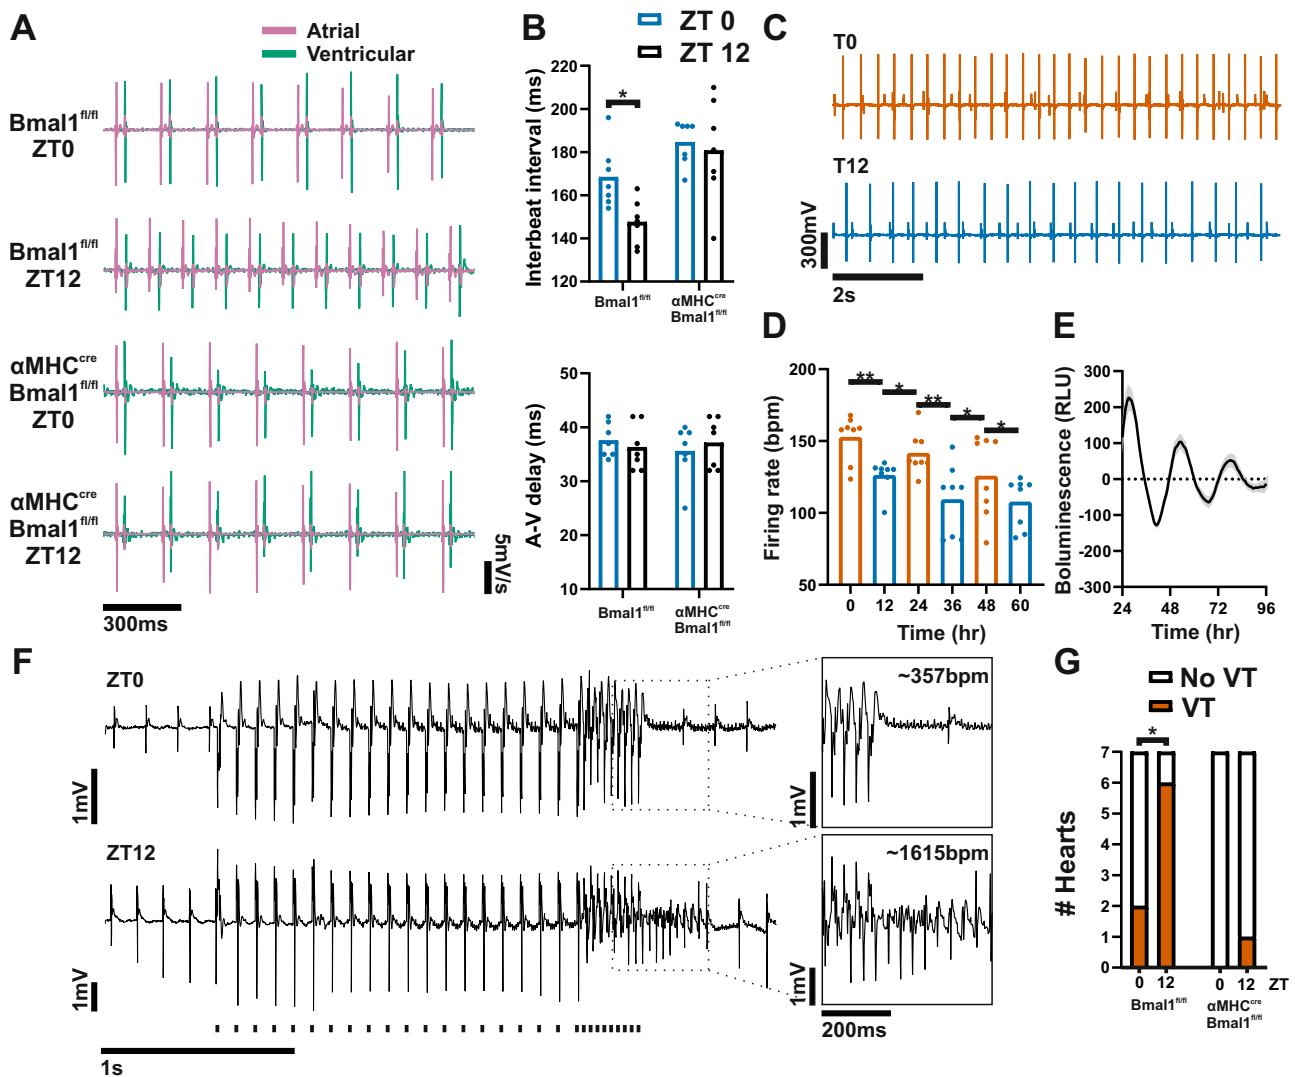 A
Atrial
Ventricular
Bmal1fl/fl
ZT0
Bmal1fl/fl
ZT12
αMHCcre
Bmal1fl/fl
ZT0
αMHCcre
Bmal1fl/fl
ZT12
5mV/s
300ms
B
ZT 0
ZT 12
Interbeat interval (ms)
220
200
180
160
140
120
*
Bmal1fl/fl
αMHCcre
Bmal1fl/fl
A-V delay (ms)
50
40
30
20
10
Bmal1fl/fl
αMHCcre
Bmal1fl/fl
C
T0
T12
300mV
2s
D
Firing rate (bpm)
200
150
100
50
** * ** * *
0 12 24 36 48 60
Time (hr)
E
Boluminescence (RLU)
300
200
100
0
-100
-200
-300
24 48 72 96
Time (hr)
F
ZT0
1mV
~357bpm
1mV
ZT12
1mV
~1615bpm
1mV
200ms
1s
G
No VT
VT
# Hearts
7
6
5
4
3
2
1
0
*
0 12 0 12 ZT
Bmal1fl/fl
αMHCcre
Bmal1fl/fl